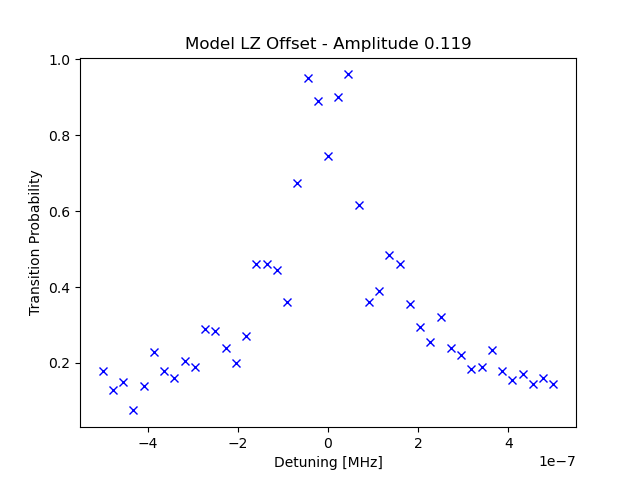 Model LZ Offset - Amplitude 0.119
1.0
0.8
0.6
0.4
0.2
Transition Probability
−4
−2
0
2
4
Detuning [MHz]
1e−7